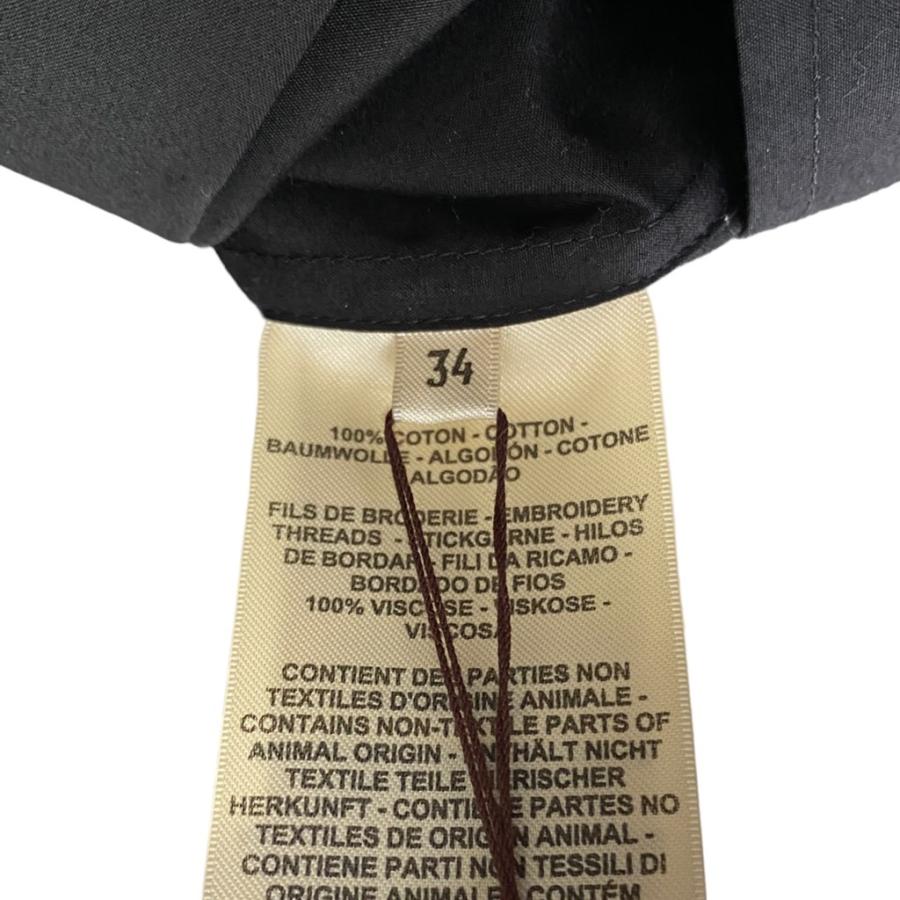 34
100% COTON - COTTON -
BAUMWOLLE - ALGODÓN - COTONE
ALGODÃO
FILS DE BRODERIE - EMBROIDERY
THREADS - STICKGARNE - HILOS
DE BORDAR - FILI DA RICAMO -
BORDADO DE FIOS
100% VISCOSE - VISKOSE -
VISCOSA
CONTIENT DES PARTIES NON
TEXTILES D'ORIGINE ANIMALE -
CONTAINS NON-TEXTILE PARTS OF
ANIMAL ORIGIN - ENTHÄLT NICHT
TEXTILE TEILE TIERISCHER
HERKUNFT - CONTIENE PARTES NO
TEXTILES DE ORIGEN ANIMAL -
CONTIENE PARTI NON TESSILI DI
ORIGINE ANIMALE CONTÉM